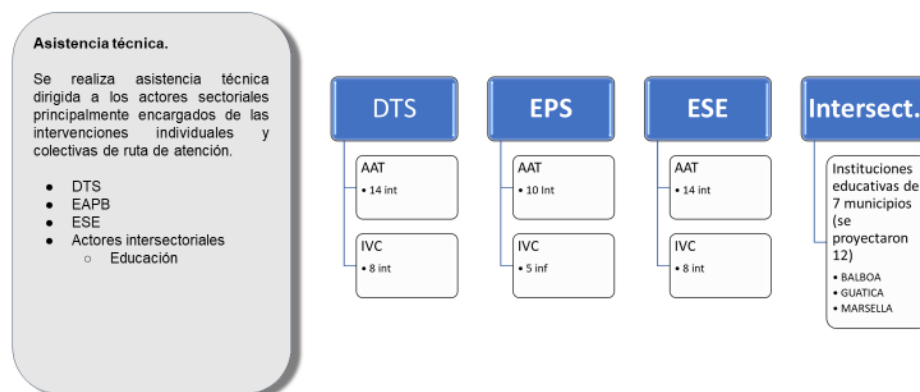 Asistencia técnica.
Se realiza asistencia técnica
dirigida a los actores sectoriales
principalmente encargados de las
intervenciones individuales y
colectivas de ruta de atención.
● DTS
● EAPB
● ESE
● Actores intersectoriales
○ Educación
DTS
AAT
• 14 int
IVC
• 8 int
EPS
AAT
• 10 Int
IVC
• 5 inf
ESE
AAT
• 14 int
IVC
• 8 int
Intersect.
Instituciones
educativas de
7 municipios
(se
proyectaron
12)
• BALBOA
• GUATICA
• MARSELLA